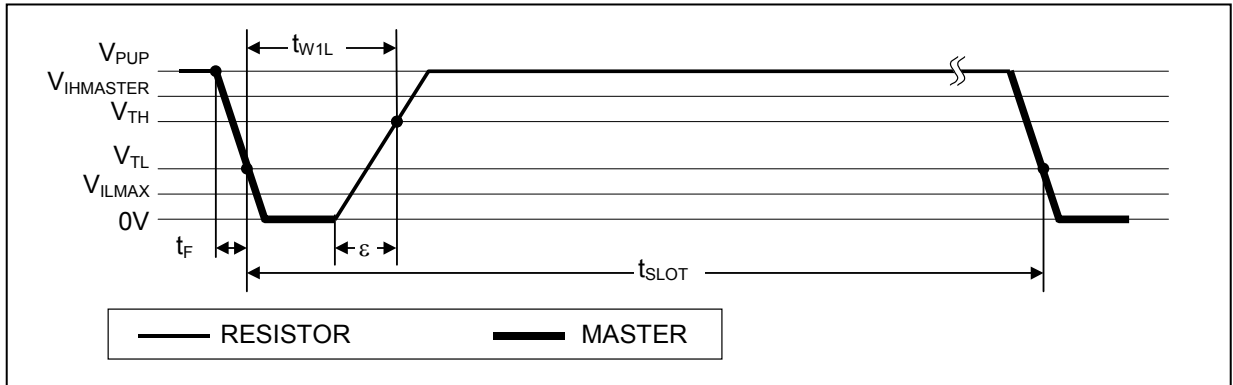 t_W1L
V_PUP
V_IHMASTER
V_TH
V_TL
V_ILMAX
0V
t_F
ε
t_SLOT
RESISTOR MASTER